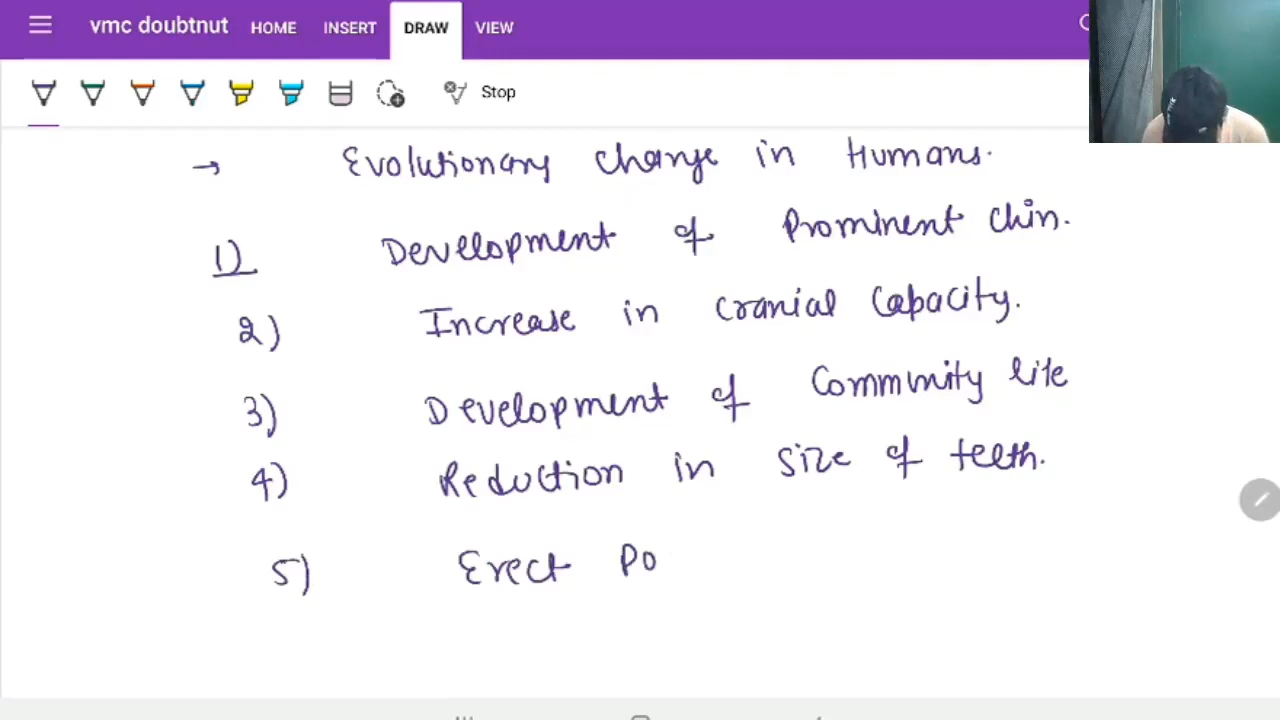 vmc doubtnut HOME INSERT DRAW VIEW
Stop
→ Evolutionary change in Humans.
1) Development of Prominent chin.
2) Increase in cranial capacity.
3) Development of Community life
4) Reduction in size of teeth.
5) Erect Po